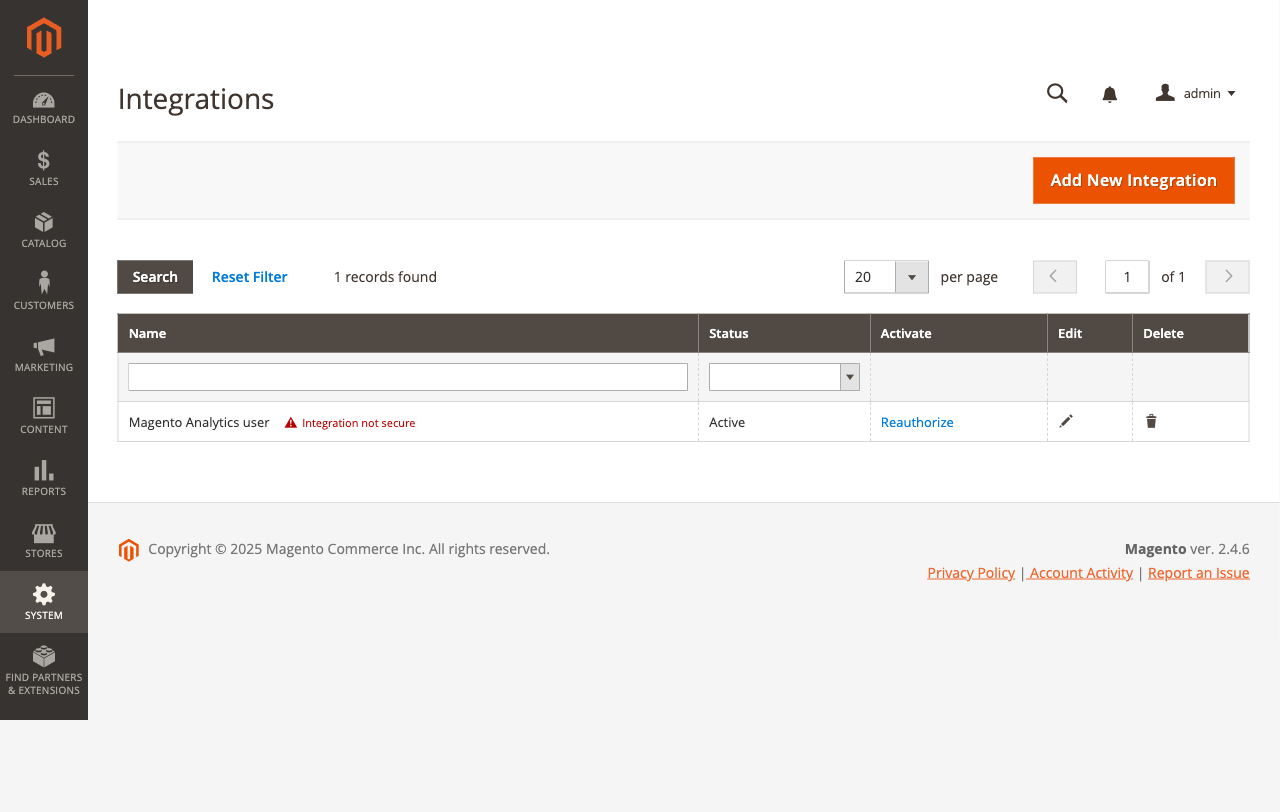 Integrations
admin
Add New Integration
Search Reset Filter 1 records found 20 per page 1 of 1
Name Status Activate Edit Delete
Magento Analytics user Integration not secure Active Reauthorize
DASHBOARD
SALES
CATALOG
CUSTOMERS
MARKETING
CONTENT
REPORTS
STORES
SYSTEM
FIND PARTNERS
& EXTENSIONS
Copyright © 2025 Magento Commerce Inc. All rights reserved.
Magento ver. 2.4.6
Privacy Policy | Account Activity | Report an Issue